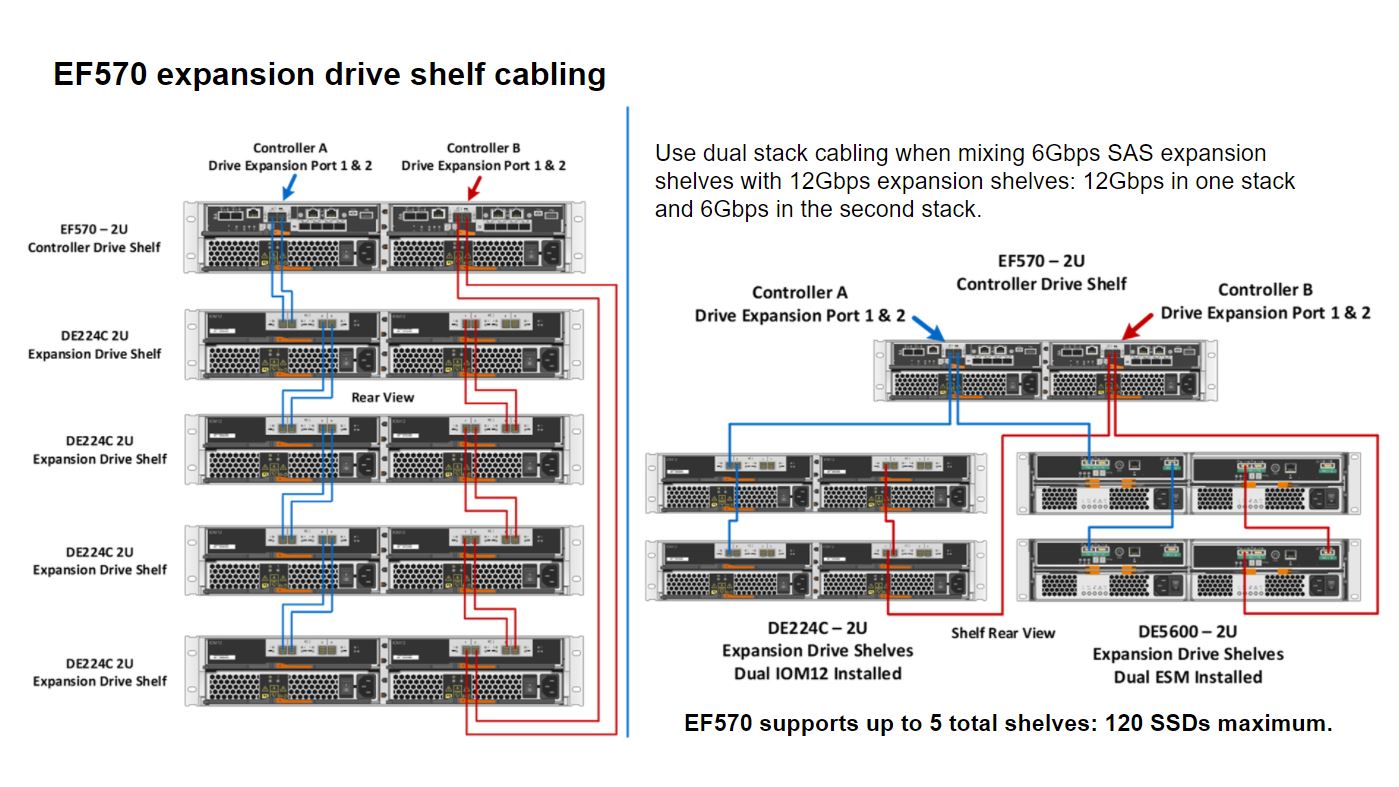 EF570 expansion drive shelf cabling
Controller A
Drive Expansion Port 1 & 2
Controller B
Drive Expansion Port 1 & 2
EF570 – 2U
Controller Drive Shelf
DE224C 2U
Expansion Drive Shelf
Rear View
DE224C 2U
Expansion Drive Shelf
DE224C 2U
Expansion Drive Shelf
DE224C 2U
Expansion Drive Shelf
Use dual stack cabling when mixing 6Gbps SAS expansion
shelves with 12Gbps expansion shelves: 12Gbps in one stack
and 6Gbps in the second stack.
EF570 – 2U
Controller Drive Shelf
Controller A
Drive Expansion Port 1 & 2
Controller B
Drive Expansion Port 1 & 2
DE224C – 2U
Expansion Drive Shelves
Dual IOM12 Installed
Shelf Rear View
DE5600 – 2U
Expansion Drive Shelves
Dual ESM Installed
EF570 supports up to 5 total shelves: 120 SSDs maximum.